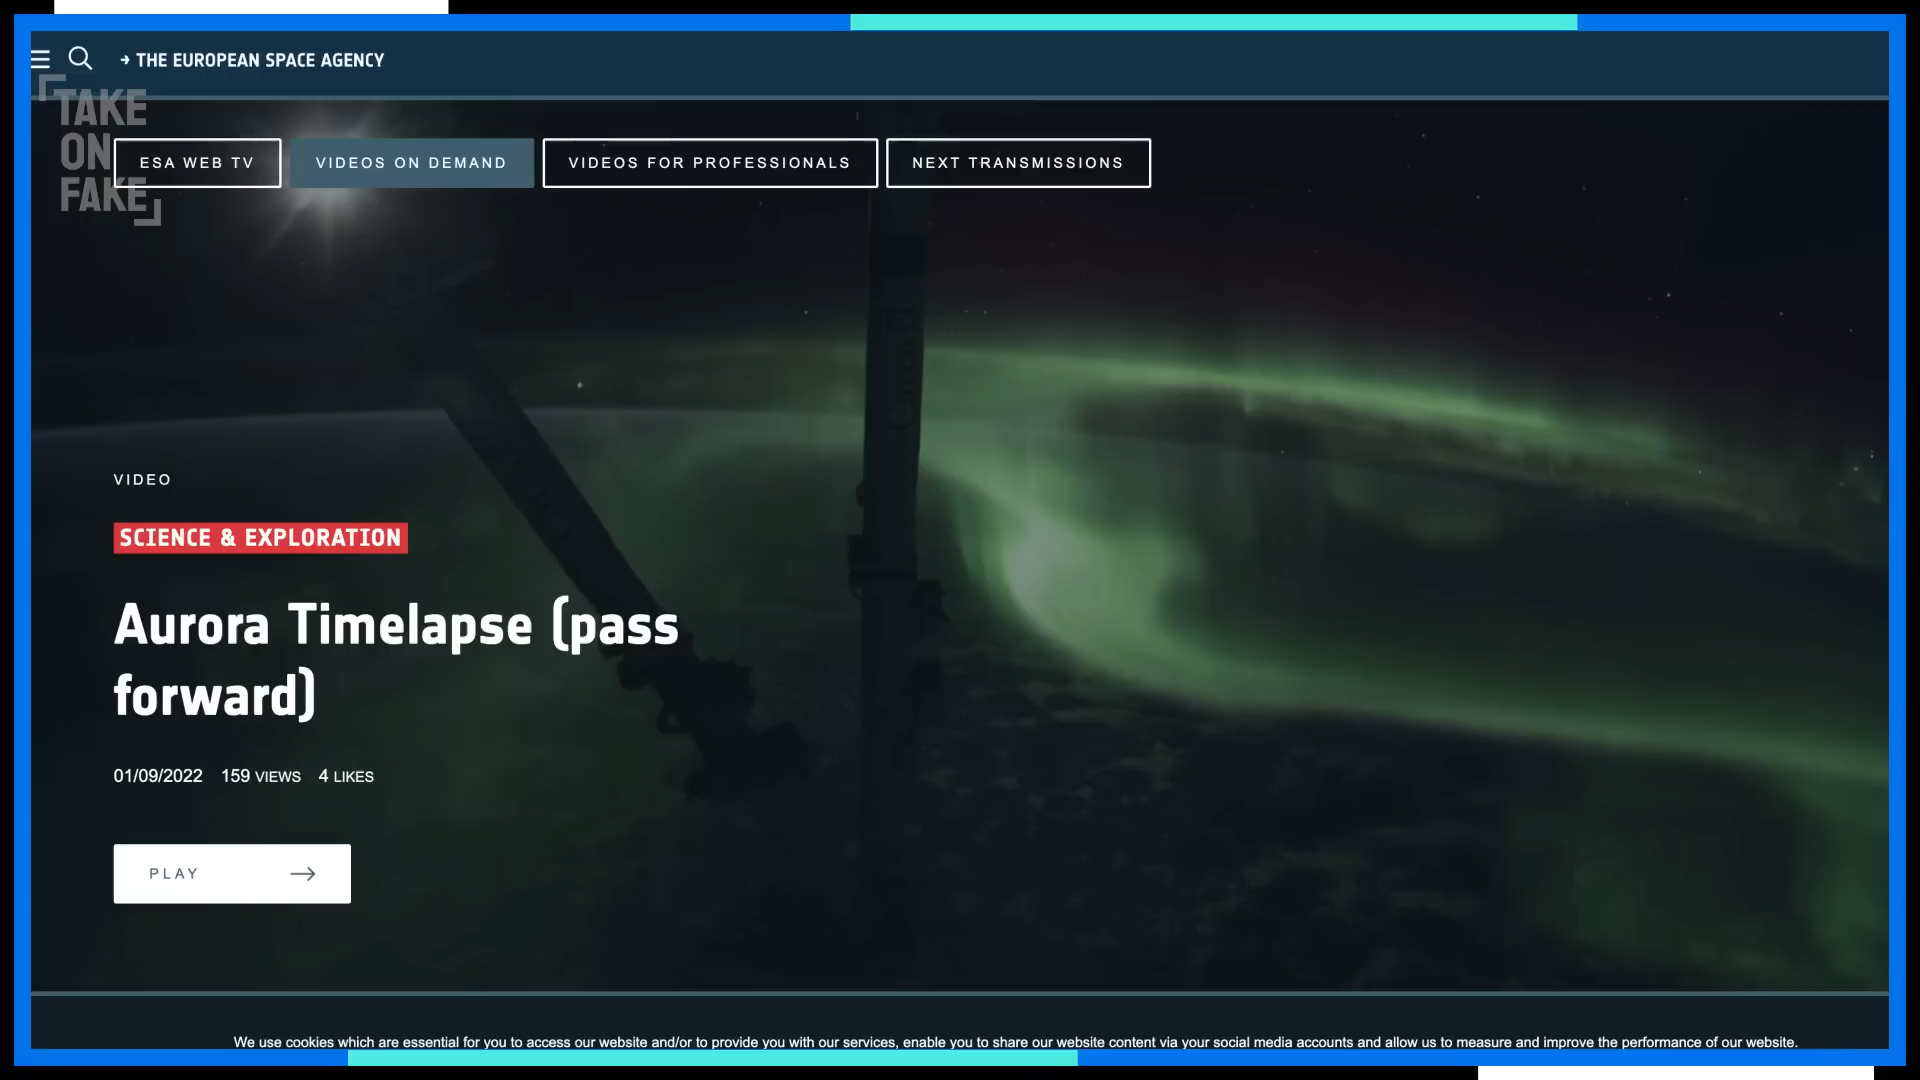 → THE EUROPEAN SPACE AGENCY
TAKE
ON
FAKE
ESA WEB TV
VIDEOS ON DEMAND
VIDEOS FOR PROFESSIONALS
NEXT TRANSMISSIONS
VIDEO
SCIENCE & EXPLORATION
Aurora Timelapse (pass
forward)
01/09/2022 159 VIEWS 4 LIKES
PLAY →
We use cookies which are essential for you to access our website and/or to provide you with our services, enable you to share our website content via your social media accounts and allow us to measure and improve the performance of our website.